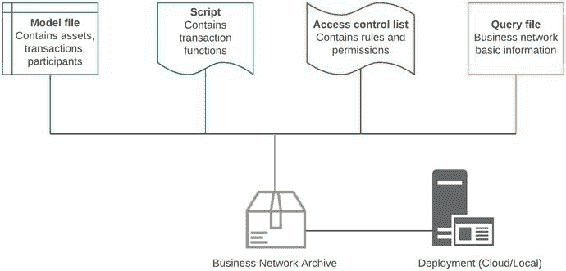 Model file
Contains assets,
transactions,
participants
Script
Contains
transaction
functions
Access control list
Contains rules and
permissions
Query file
Business network
basic information
Business Network Archive
Deployment (Cloud/Local)